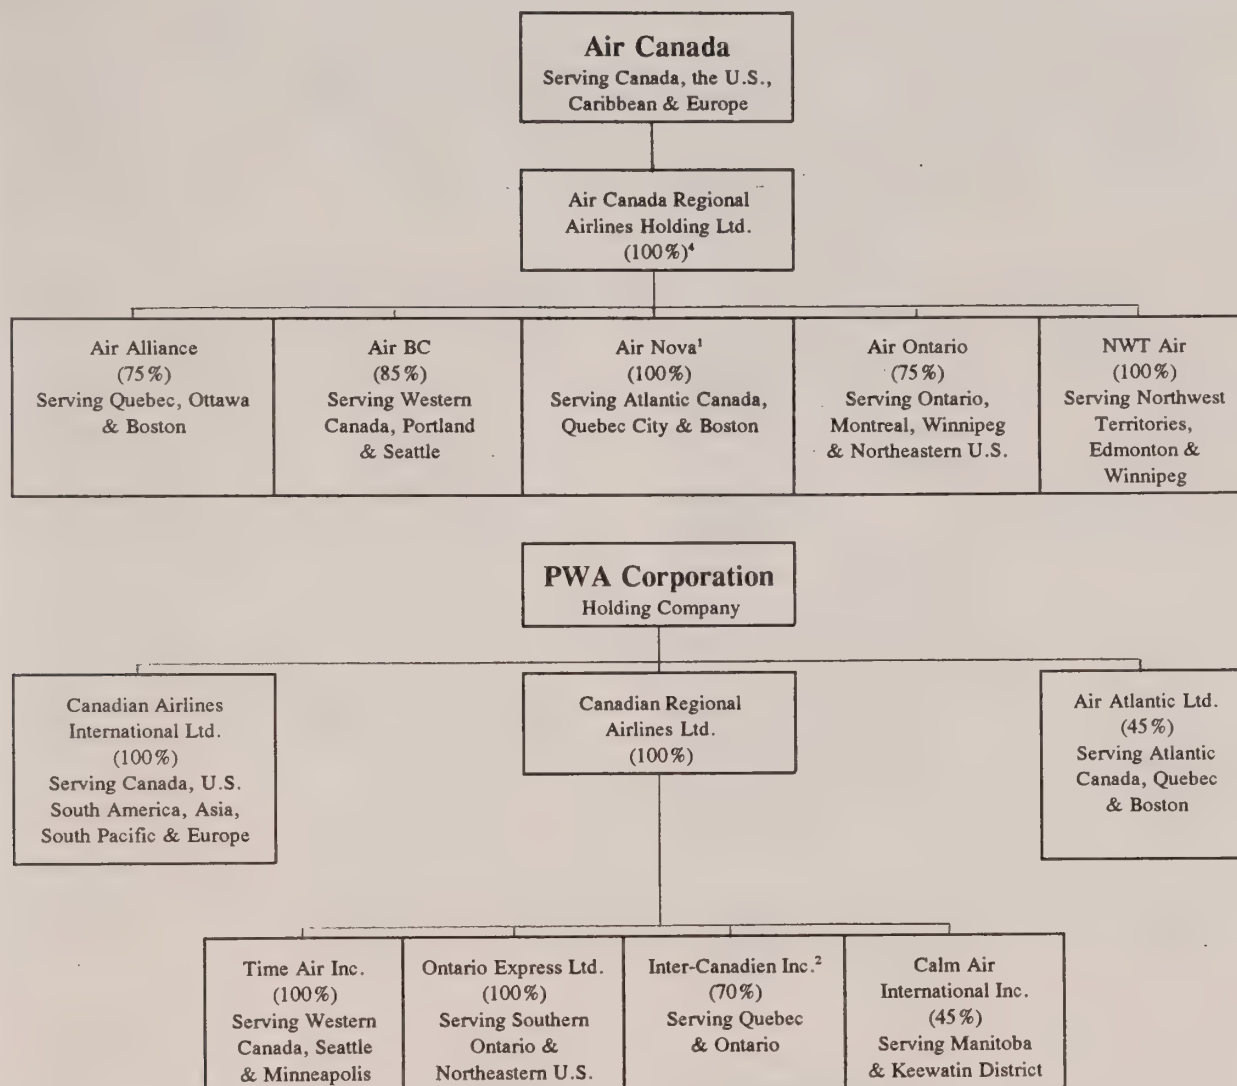 Air Canada
Serving Canada, the U.S.,
Caribbean & Europe
Air Canada Regional
Airlines Holding Ltd.
(100%)⁴
Air Alliance
(75%)
Serving Quebec, Ottawa
& Boston
Air BC
(85%)
Serving Western
Canada, Portland
& Seattle
Air Nova¹
(100%)
Serving Atlantic Canada,
Quebec City & Boston
Air Ontario
(75%)
Serving Ontario,
Montreal, Winnipeg
& Northeastern U.S.
NWT Air
(100%)
Serving Northwest
Territories,
Edmonton &
Winnipeg
PWA Corporation
Holding Company
Canadian Airlines
International Ltd.
(100%)
Serving Canada, U.S.
South America, Asia,
South Pacific & Europe
Canadian Regional
Airlines Ltd.
(100%)
Air Atlantic Ltd.
(45%)
Serving Atlantic
Canada, Quebec
& Boston
Time Air Inc.
(100%)
Serving Western
Canada, Seattle
& Minneapolis
Ontario Express Ltd.
(100%)
Serving Southern
Ontario &
Northeastern U.S.
Inter-Canadien Inc.²
(70%)
Serving Quebec
& Ontario
Calm Air
International Inc.
(45%)
Serving Manitoba
& Keewatin District